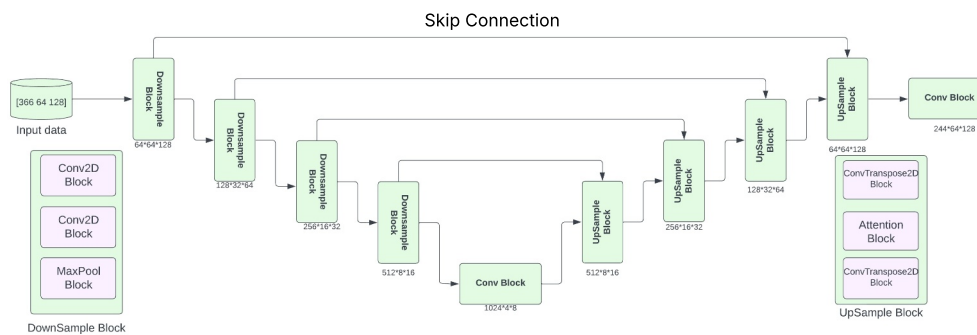 Skip Connection
[366 64 128]
Input data
Downsample
Block
64*64*128
Downsample
Block
128*32*64
Downsample
Block
256*16*32
Downsample
Block
512*8*16
Conv Block
1024*4*8
UpSample
Block
512*8*16
UpSample
Block
256*16*32
UpSample
Block
128*32*64
UpSample
Block
64*64*128
Conv Block
244*64*128
Conv2D
Block
Conv2D
Block
MaxPool
Block
DownSample Block
ConvTranspose2D
Block
Attention
Block
ConvTranspose2D
Block
UpSample Block